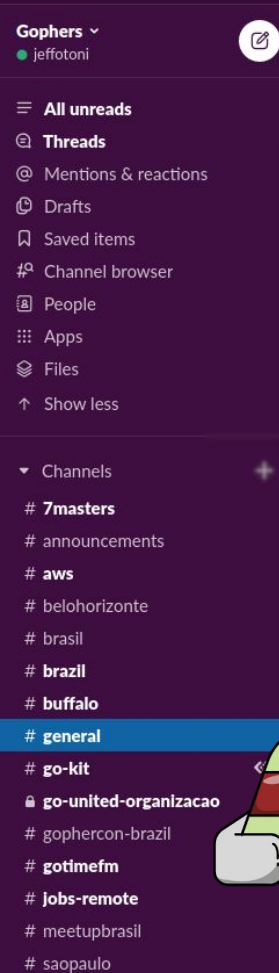 Gophers
jeffotoni
All unreads
Threads
Mentions & reactions
Drafts
Saved items
Channel browser
People
Apps
Files
Show less
Channels
# 7masters
# announcements
# aws
# belohorizonte
# brasil
# brazil
# buffalo
# general
# go-kit
go-united-organizacao
# gophercon-brazil
# gotimefm
# jobs-remote
# meetupbrasil
# saopaulo